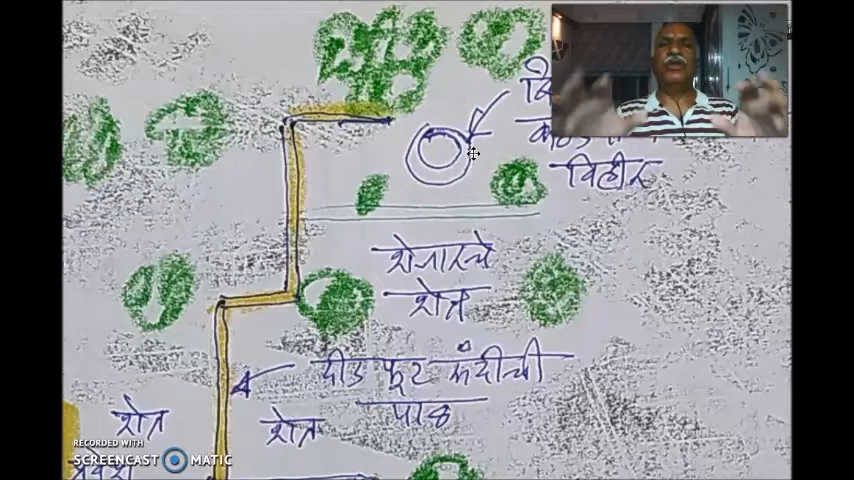 विहीर
शेजारचे
शेत
दीड फूट रुंदीची
पाळ
शेत
शेत
RECORDED WITH
SCREENCAST MATIC